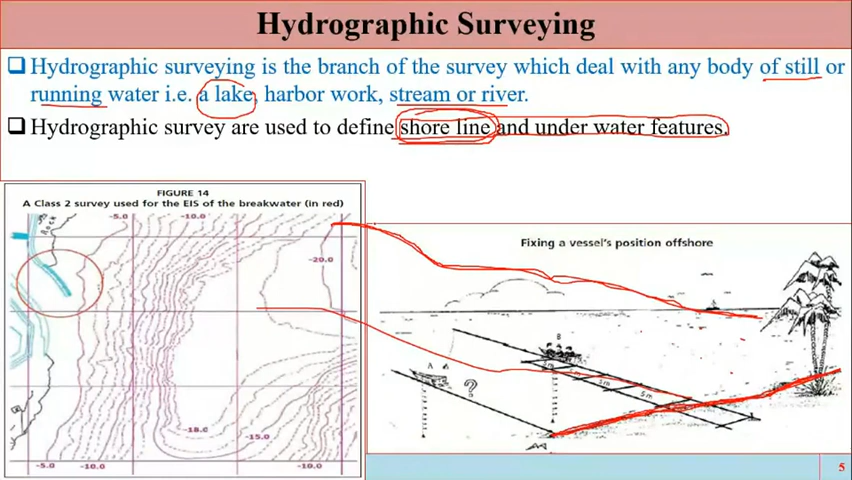 Hydrographic Surveying
Hydrographic surveying is the branch of the survey which deal with any body of still or
running water i.e. a lake, harbor work, stream or river.
Hydrographic survey are used to define shore line and under water features.
FIGURE 14
A Class 2 survey used for the EIS of the breakwater (in red)
-5.0
-10.0
Rock
-20.0
-18.0
-15.0
-5.0
-10.0
-10.0
Fixing a vessel's position offshore
B
A
?
5m
5m
5